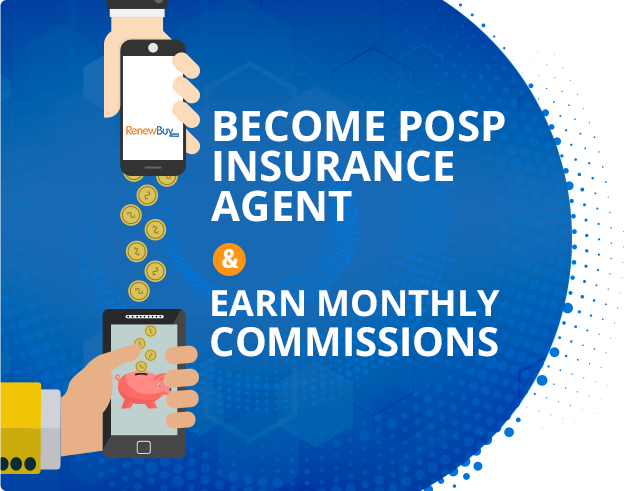 RenewBuy
BECOME POSP
INSURANCE
AGENT
&
EARN MONTHLY
COMMISSIONS